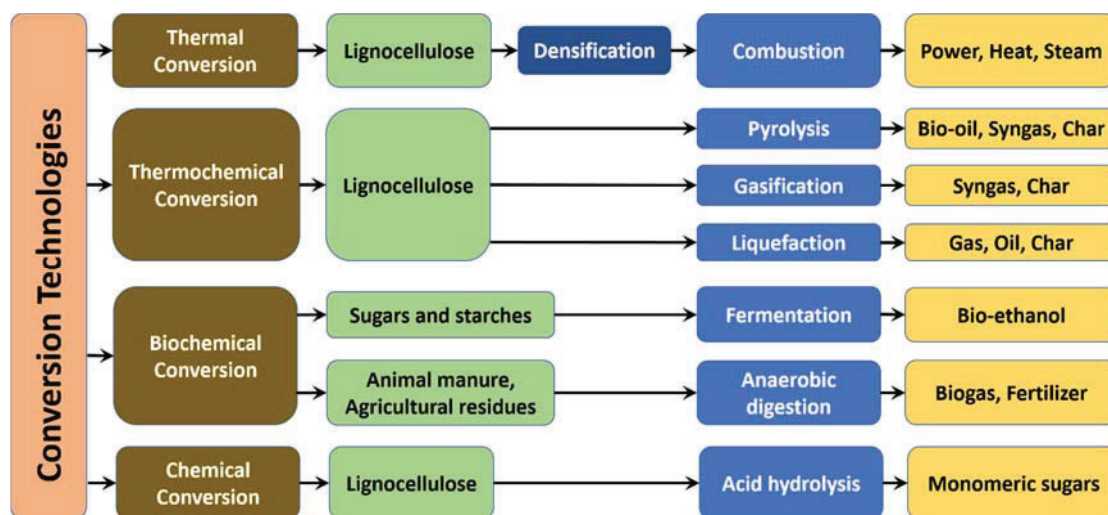 Conversion Technologies
Thermal
Conversion
Lignocellulose
Densification
Combustion
Power, Heat, Steam
Thermochemical
Conversion
Lignocellulose
Pyrolysis
Bio-oil, Syngas, Char
Gasification
Syngas, Char
Liquefaction
Gas, Oil, Char
Biochemical
Conversion
Sugars and starches
Fermentation
Bio-ethanol
Animal manure,
Agricultural residues
Anaerobic
digestion
Biogas, Fertilizer
Chemical
Conversion
Lignocellulose
Acid hydrolysis
Monomeric sugars